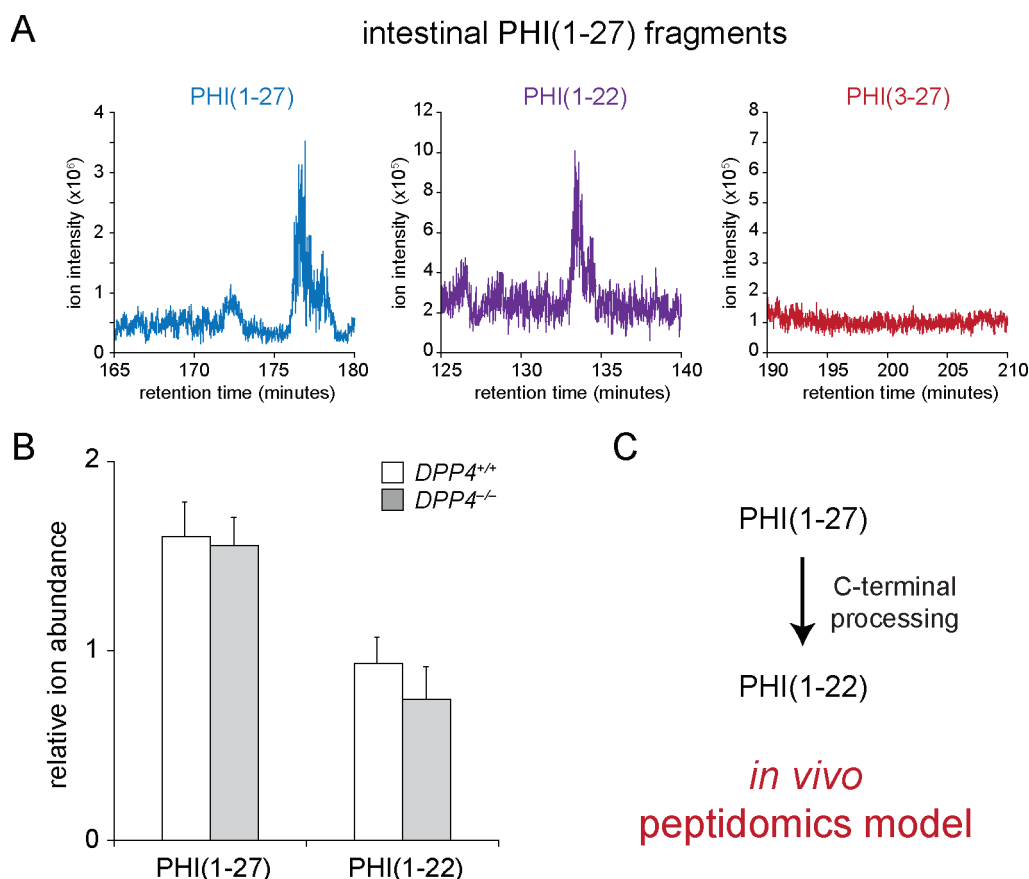 A
intestinal PHI(1-27) fragments
PHI(1-27)
ion intensity (x10⁶)
4
3
2
1
0
165
170
175
180
retention time (minutes)
PHI(1-22)
ion intensity (x10⁵)
12
10
8
6
4
2
0
125
130
135
140
retention time (minutes)
PHI(3-27)
ion intensity (x10⁵)
8
7
6
5
4
3
2
1
0
190
195
200
205
210
retention time (minutes)
B
relative ion abundance
2
1
0
DPP4⁺/⁺
DPP4⁻/⁻
PHI(1-27)
PHI(1-22)
C
PHI(1-27)
C-terminal
processing
PHI(1-22)
in vivo
peptidomics model